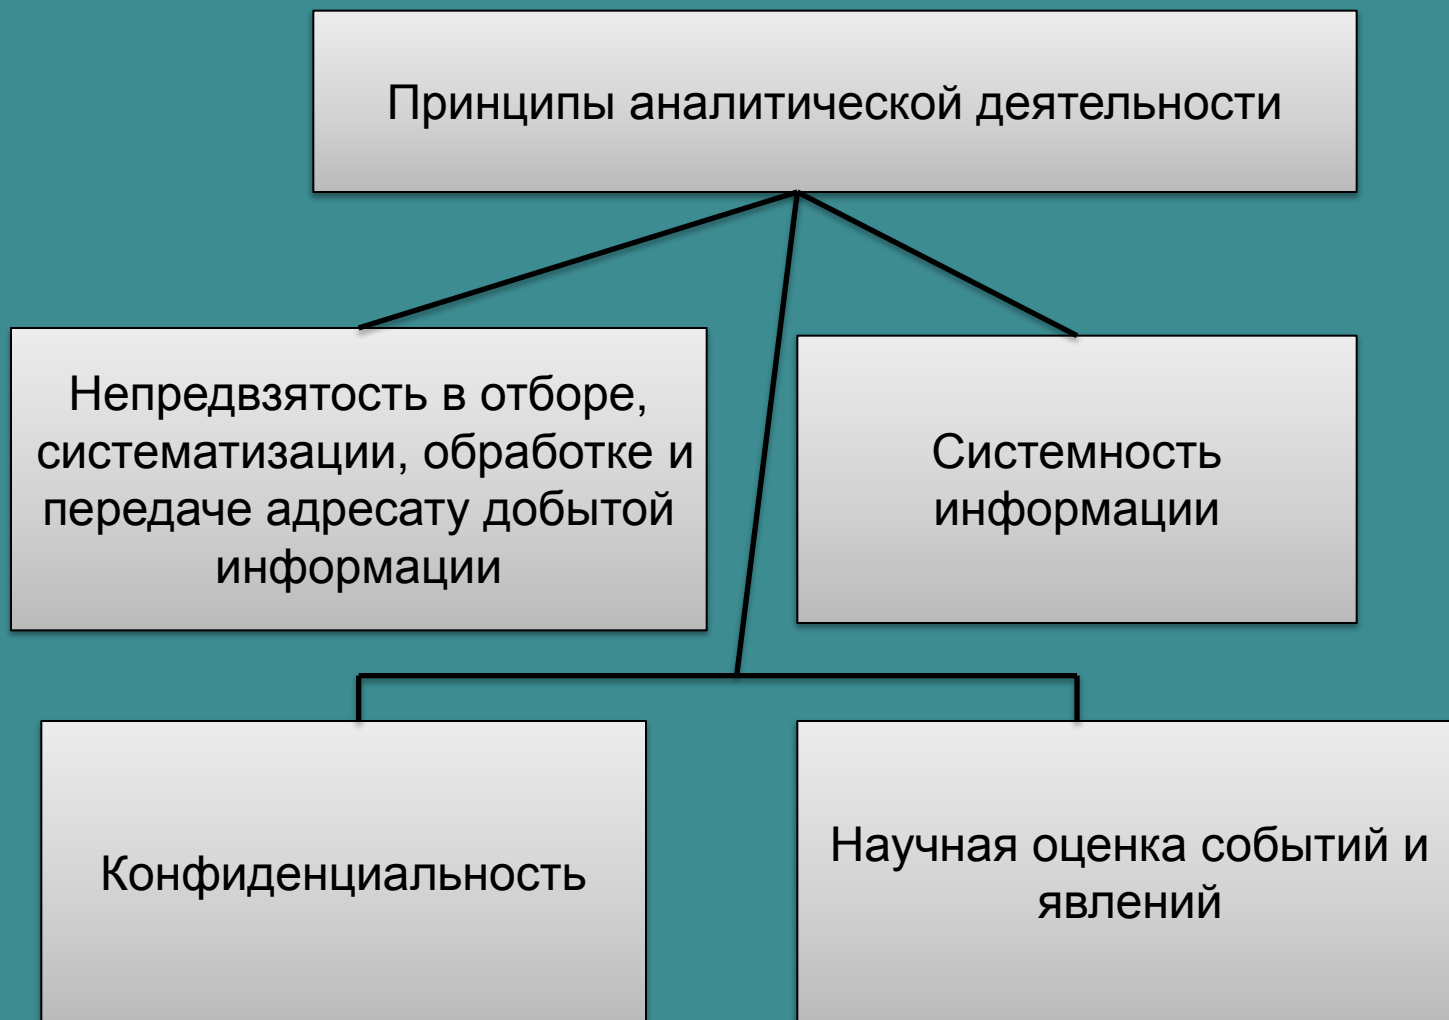 Принципы аналитической деятельности
Непредвзятость в отборе,
систематизации, обработке и
передаче адресату добытой
информации
Системность
информации
Конфиденциальность
Научная оценка событий и
явлений